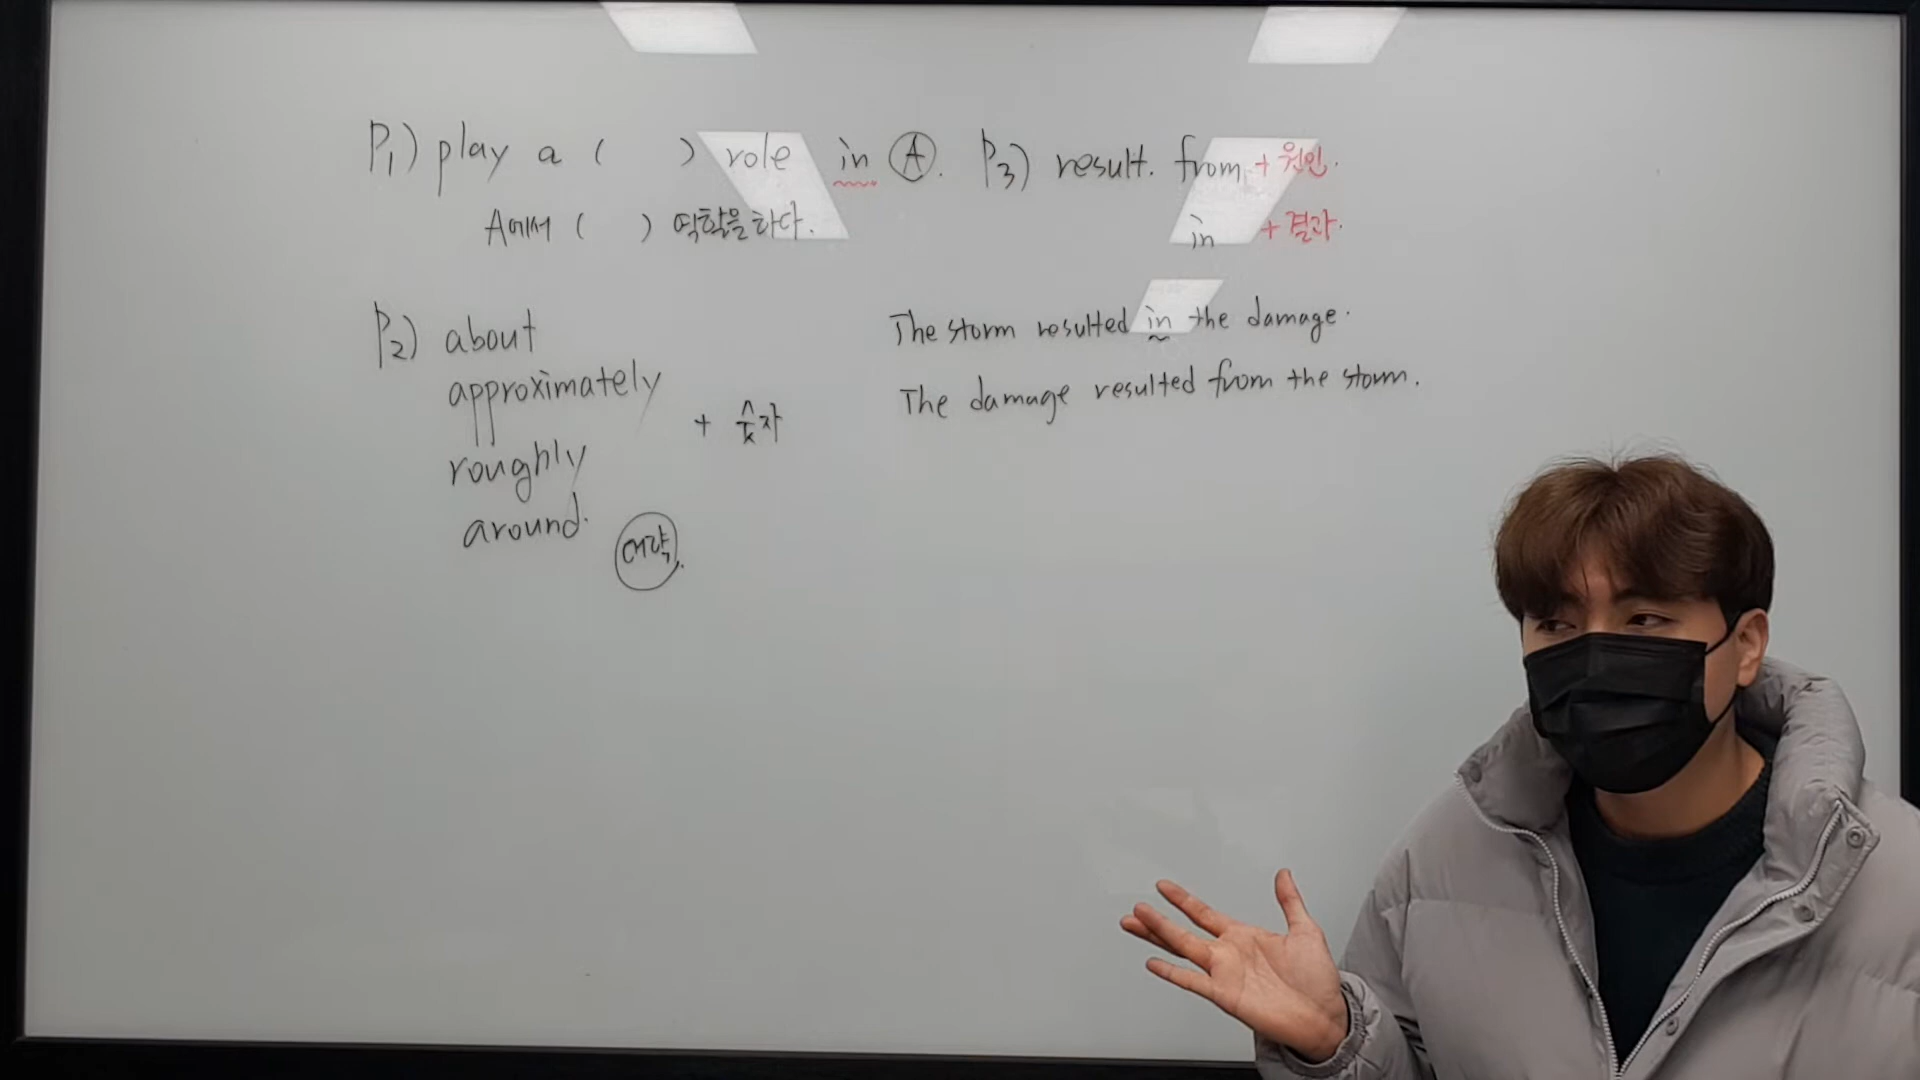 P1) play a ( ) role in Ⓐ.
A에서 ( ) 역할을 하다.
P2) about
approximately
roughly
around.
+ 숫자
대략.
P3) result. from + 원인.
in + 결과.
The storm resulted in the damage.
The damage resulted from the storm.